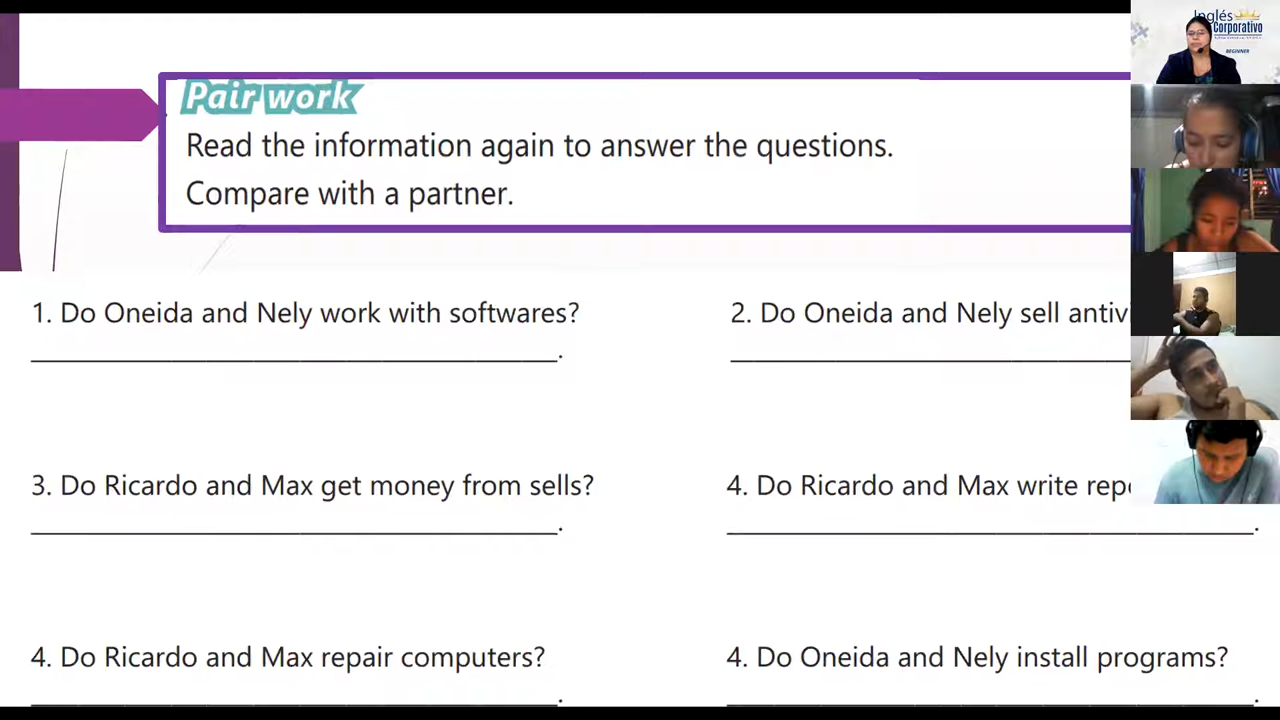 Pair work
Read the information again to answer the questions.
Compare with a partner.
1. Do Oneida and Nely work with softwares?
2. Do Oneida and Nely sell
3. Do Ricardo and Max get money from sells?
4. Do Ricardo and Max write
4. Do Ricardo and Max repair computers?
4. Do Oneida and Nely install programs?
Inglés
Corporativo
BEGINNER